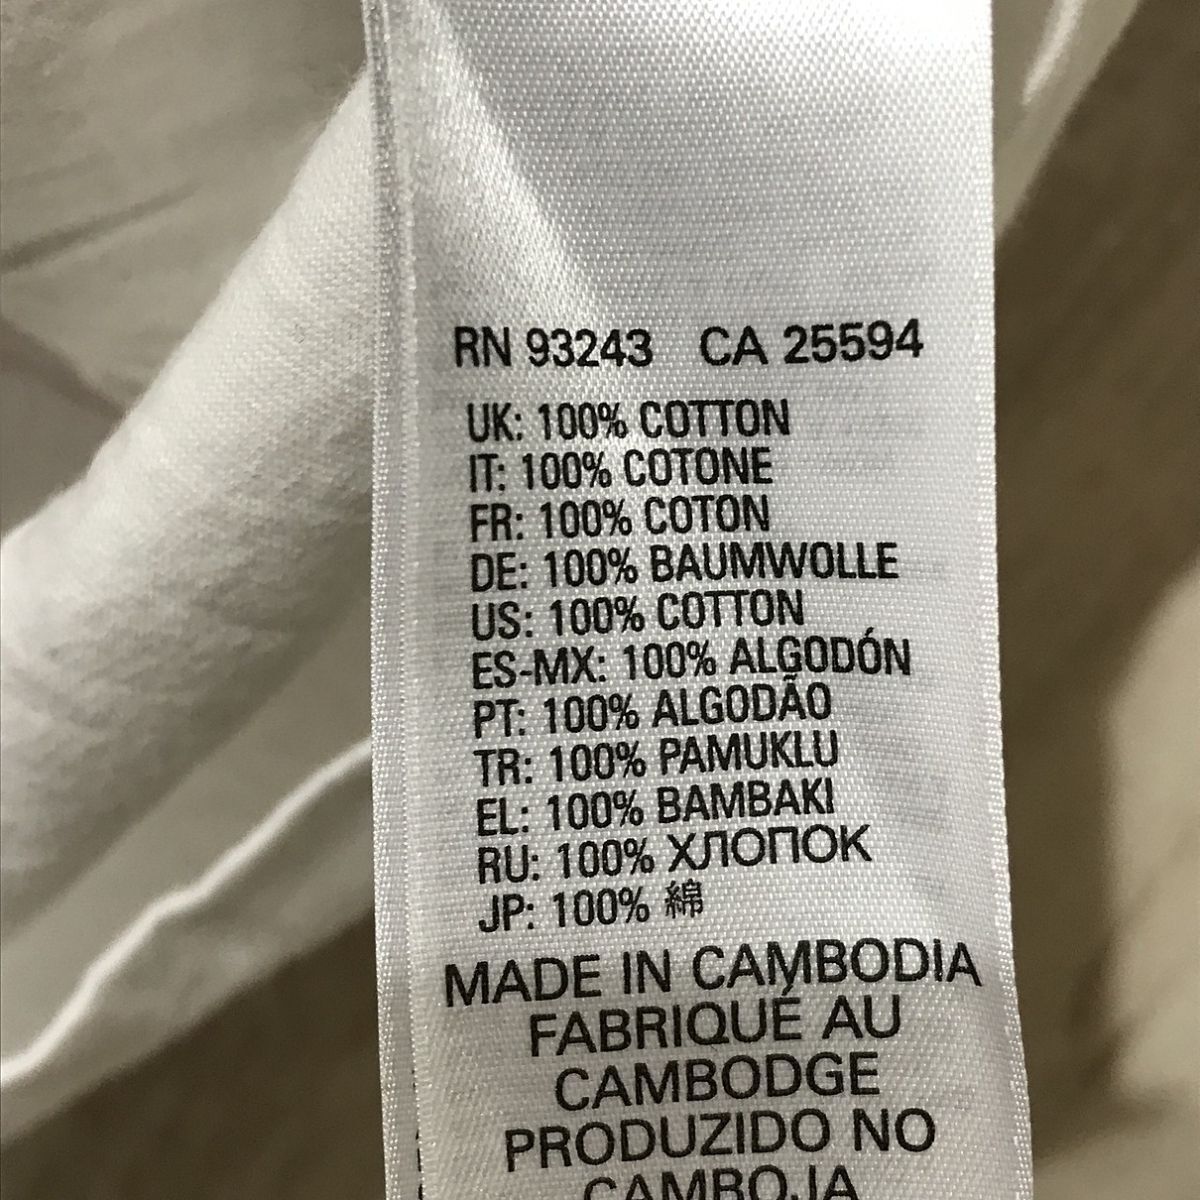 RN 93243 CA 25594
UK: 100% COTTON
IT: 100% COTONE
FR: 100% COTON
DE: 100% BAUMWOLLE
US: 100% COTTON
ES-MX: 100% ALGODÓN
PT: 100% ALGODÃO
TR: 100% PAMUKLU
EL: 100% BAMBAKI
RU: 100% ХЛОПОК
JP: 100% 綿
MADE IN CAMBODIA
FABRIQUÉ AU
CAMBODGE
PRODUZIDO NO
CAMBOJA